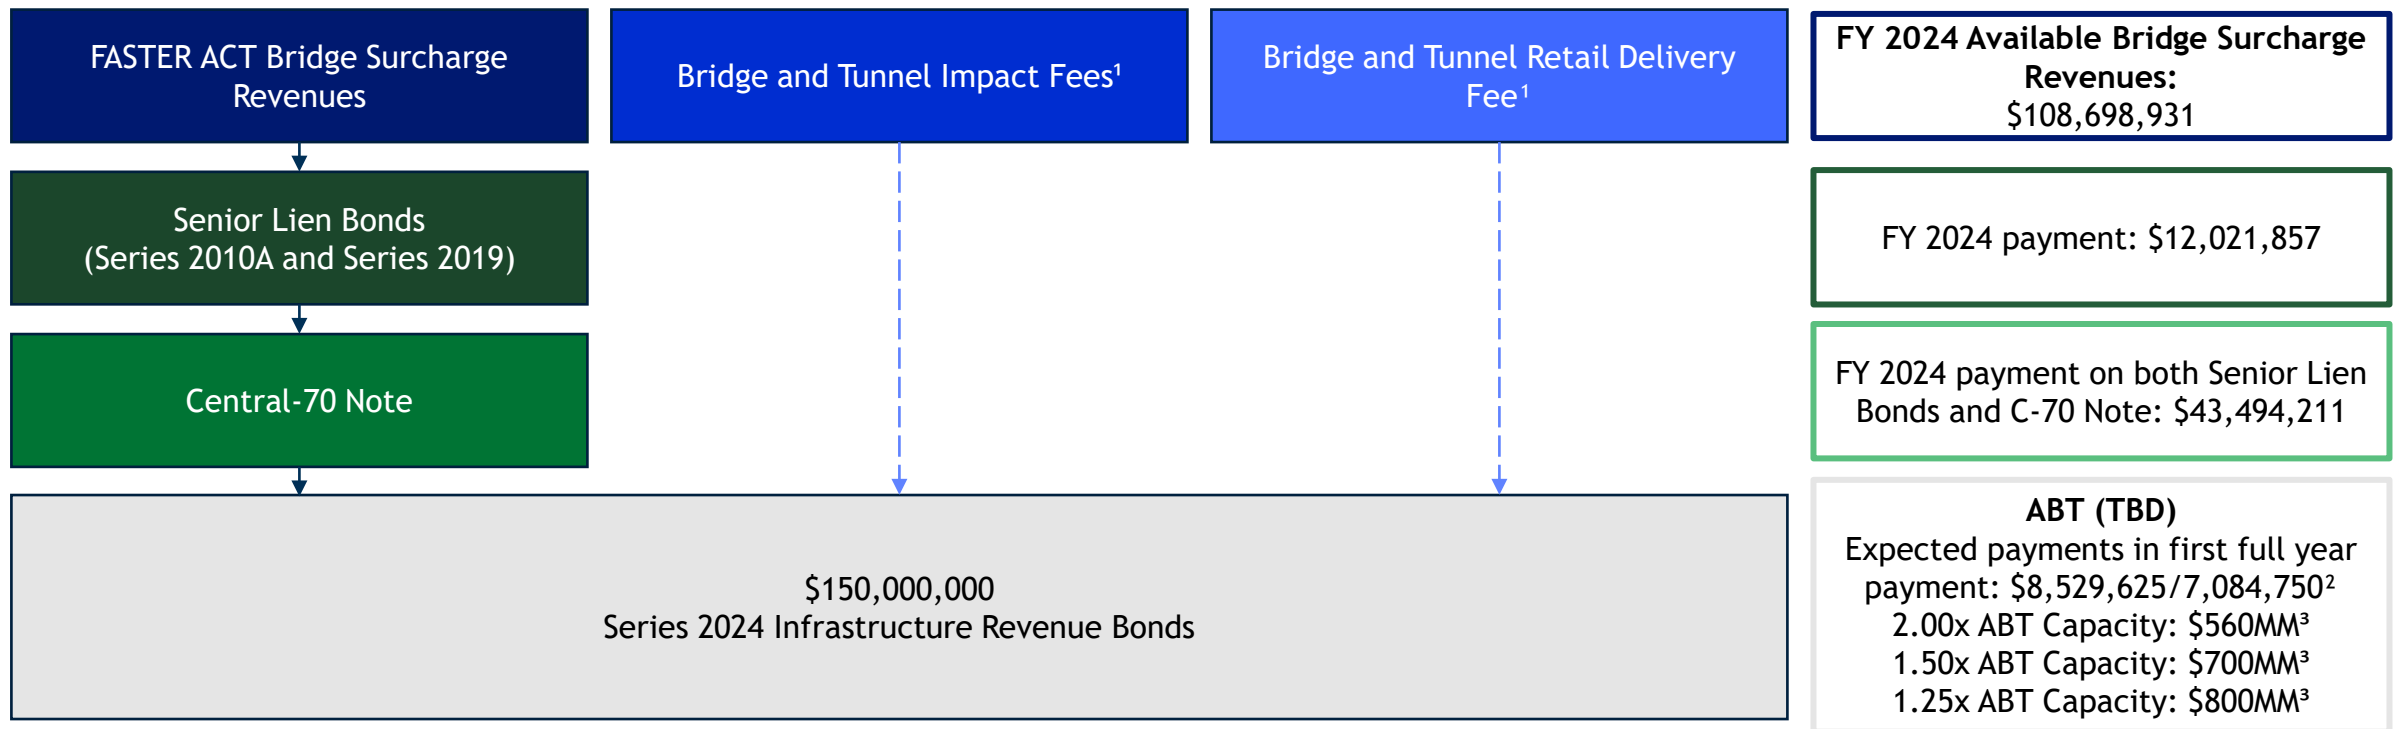 FASTER ACT Bridge Surcharge
Revenues
Bridge and Tunnel Impact Fees¹
Bridge and Tunnel Retail Delivery
Fee¹
FY 2024 Available Bridge Surcharge
Revenues:
$108,698,931
Senior Lien Bonds
(Series 2010A and Series 2019)
FY 2024 payment: $12,021,857
Central-70 Note
FY 2024 payment on both Senior Lien
Bonds and C-70 Note: $43,494,211
$150,000,000
Series 2024 Infrastructure Revenue Bonds
ABT (TBD)
Expected payments in first full year
payment: $8,529,625/7,084,750²
2.00x ABT Capacity: $560MM³
1.50x ABT Capacity: $700MM³
1.25x ABT Capacity: $800MM³